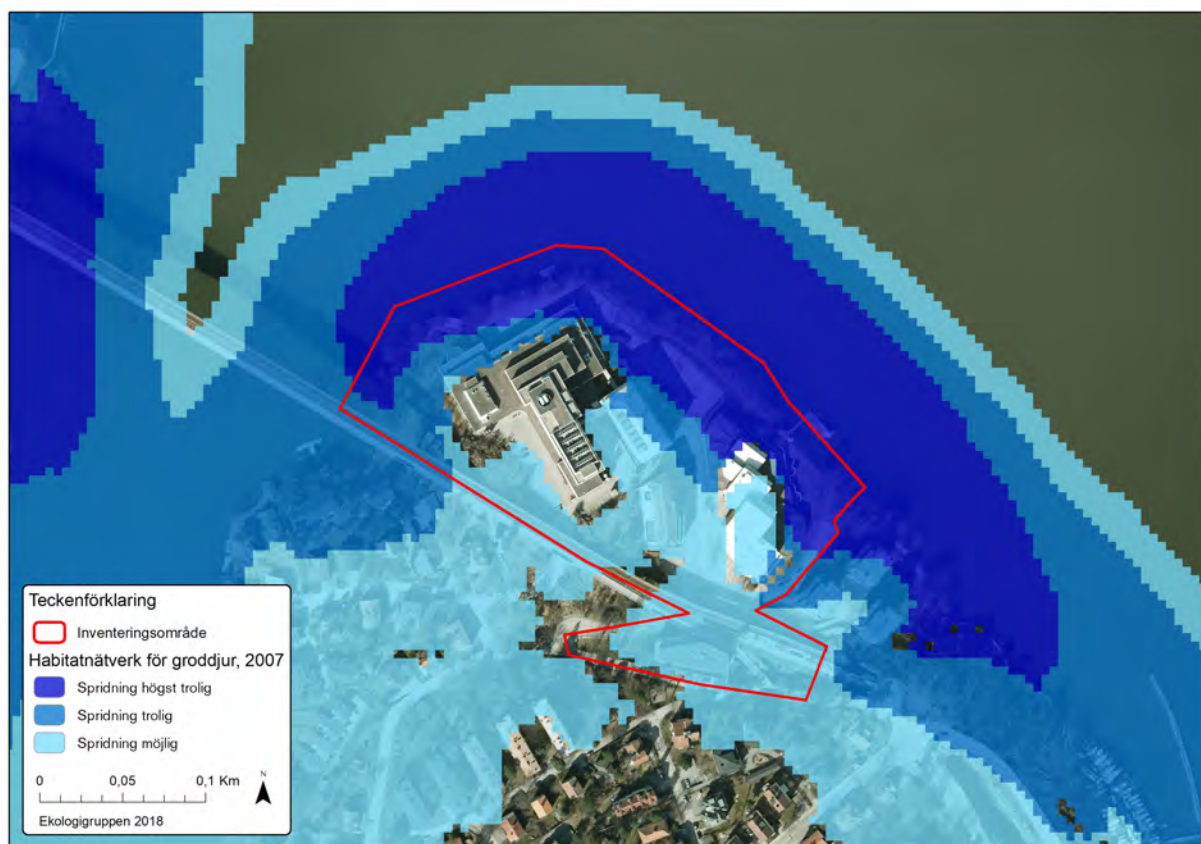 Teckenförklaring
Inventeringsområde
Habitatnätverk för groddjur, 2007
Spridning högst trolig
Spridning trolig
Spridning möjlig
0 0,05 0,1 Km
N
Ekologigruppen 2018